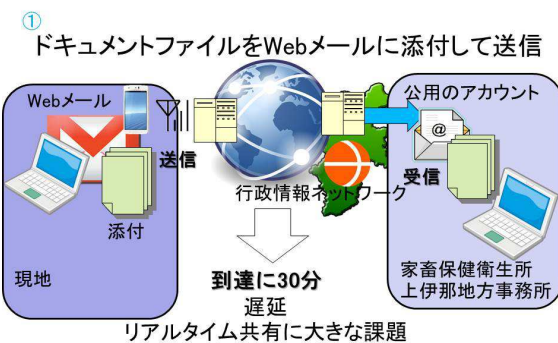 ①
ドキュメントファイルをWebメールに添付して送信
Webメール
送信
添付
現地
行政情報ネットワーク
公用のアカウント
@
受信
家畜保健衛生所
上伊那地方事務所
到達に30分
遅延
リアルタイム共有に大きな課題